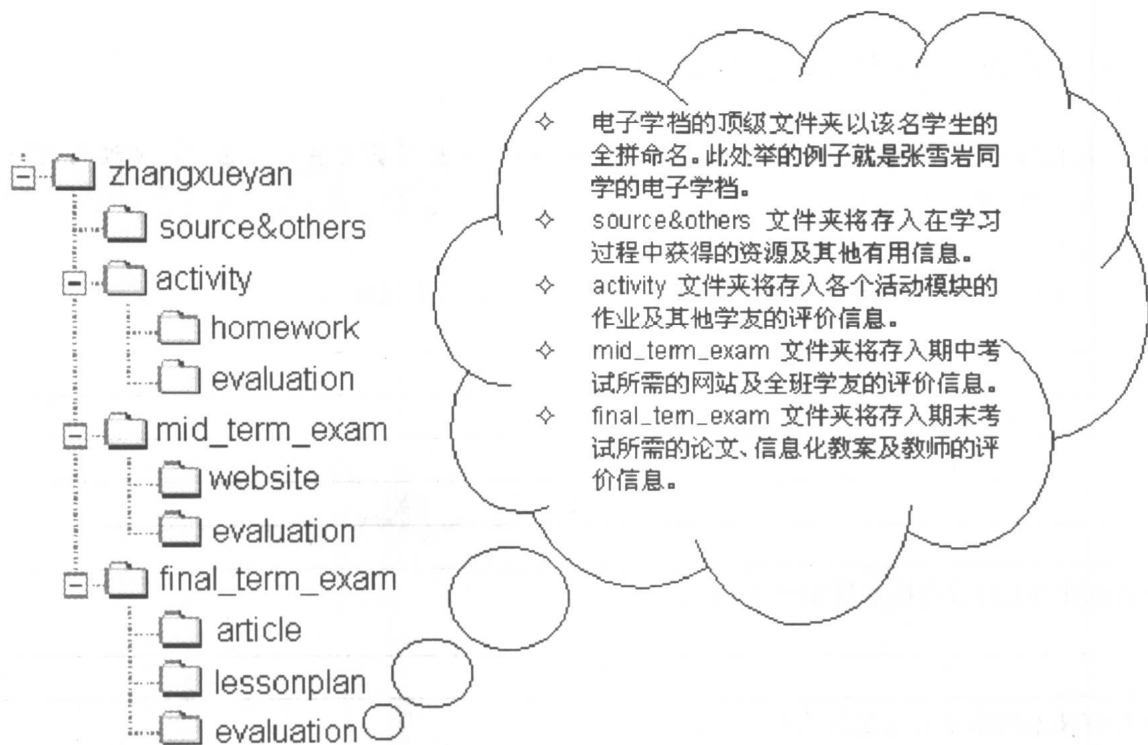 zhangxueyan
source&others
activity
homework
evaluation
mid_term_exam
website
evaluation
final_term_exam
article
lessonplan
evaluation
✧ 电子学档的顶级文件夹以该名学生的
全拼命名。此处举的例子就是张雪岩同
学的电子学档。
✧ source&others 文件夹将存入在学习
过程中获得的资源及其他有用信息。
✧ activity 文件夹将存入各个活动模块的
作业及其他学友的评价信息。
✧ mid_term_exam 文件夹将存入期中考
试所需的网站及全班学友的评价信息。
✧ final_tern_exam 文件夹将存入期末考
试所需的论文、信息化教案及教师的评
价信息。